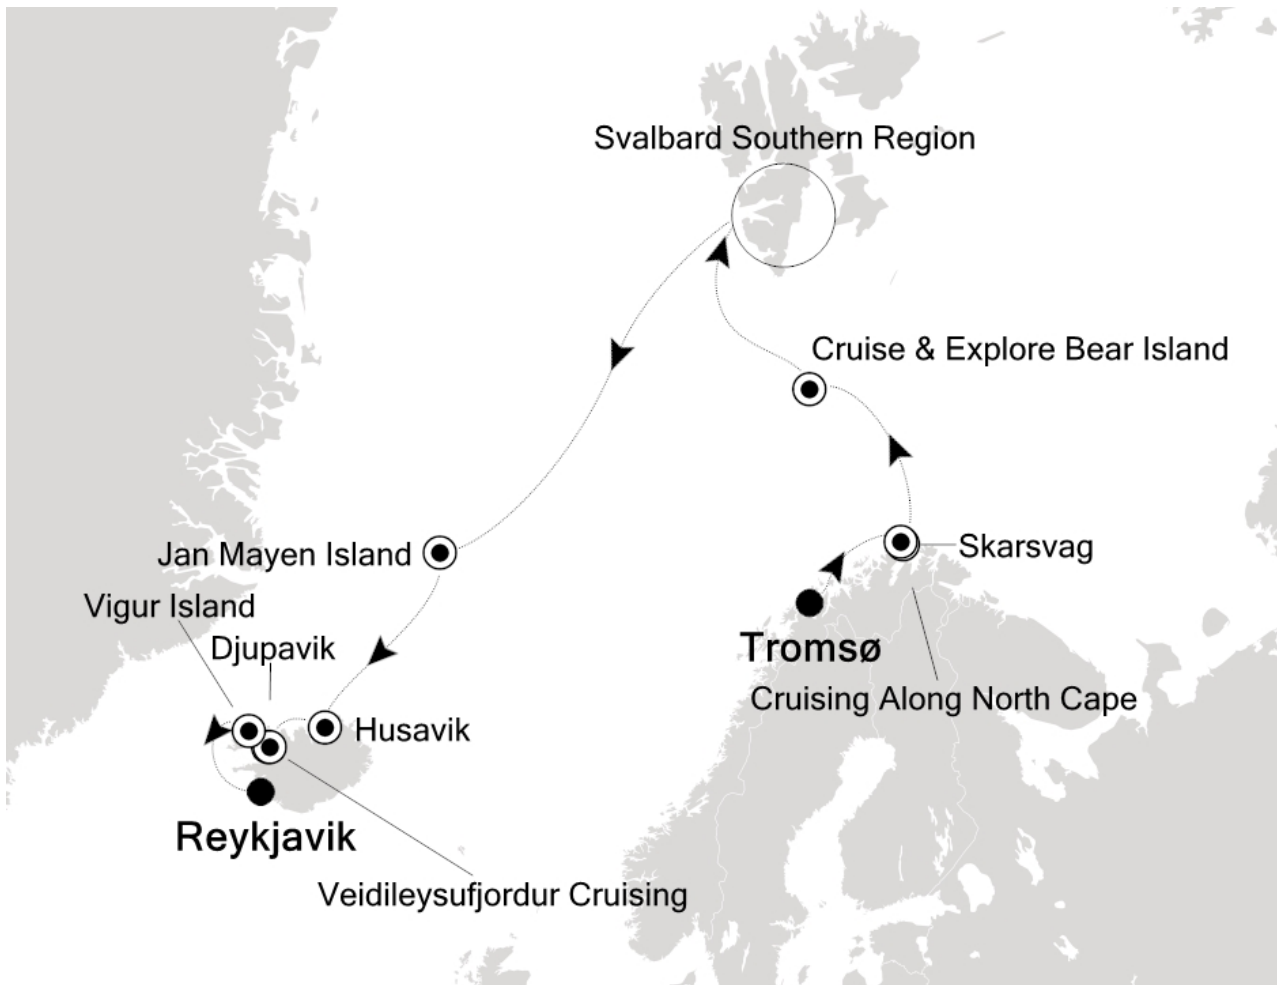 Svalbard Southern Region
Cruise & Explore Bear Island
Skarsvag
Jan Mayen Island
Vigur Island
Djupavik
Tromsø
Cruising Along North Cape
Husavik
Reykjavik
Veidileysufjordur Cruising